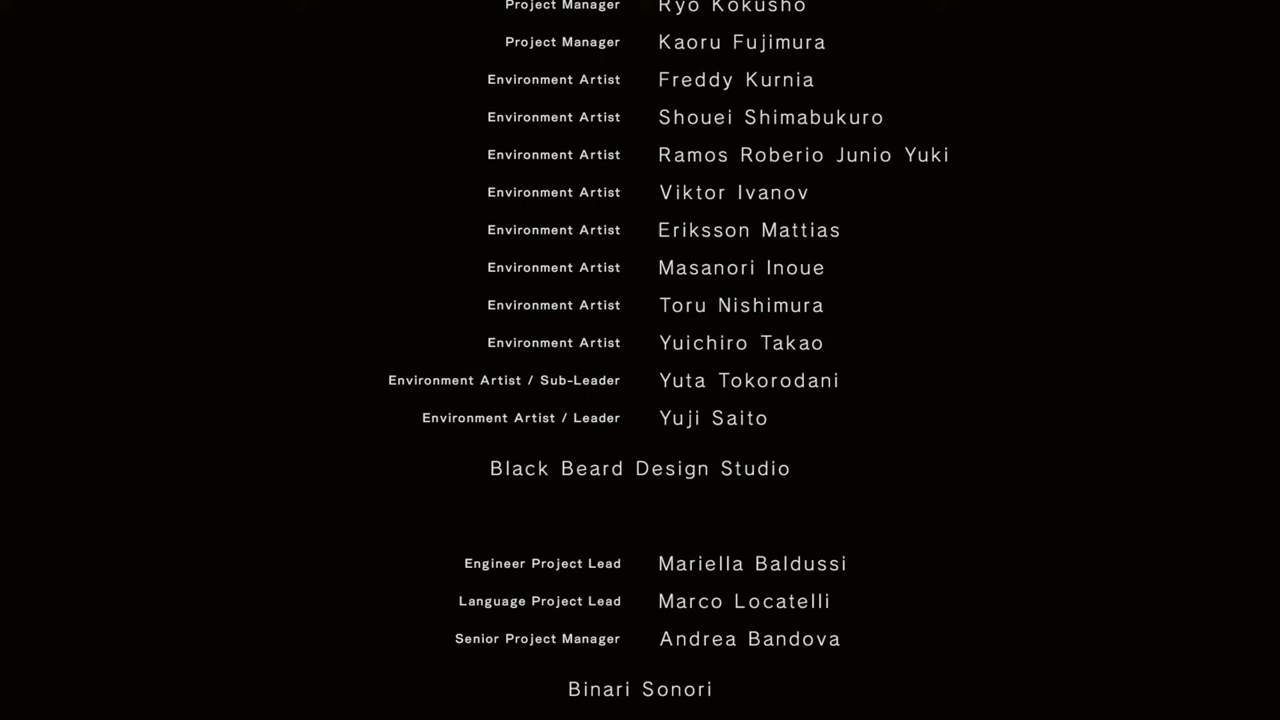 Project Manager Ryo Kokusho
Project Manager Kaoru Fujimura
Environment Artist Freddy Kurnia
Environment Artist Shouei Shimabukuro
Environment Artist Ramos Roberio Junio Yuki
Environment Artist Viktor Ivanov
Environment Artist Eriksson Mattias
Environment Artist Masanori Inoue
Environment Artist Toru Nishimura
Environment Artist Yuichiro Takao
Environment Artist / Sub-Leader Yuta Tokorodani
Environment Artist / Leader Yuji Saito
Black Beard Design Studio
Engineer Project Lead Mariella Baldussi
Language Project Lead Marco Locatelli
Senior Project Manager Andrea Bandova
Binari Sonori